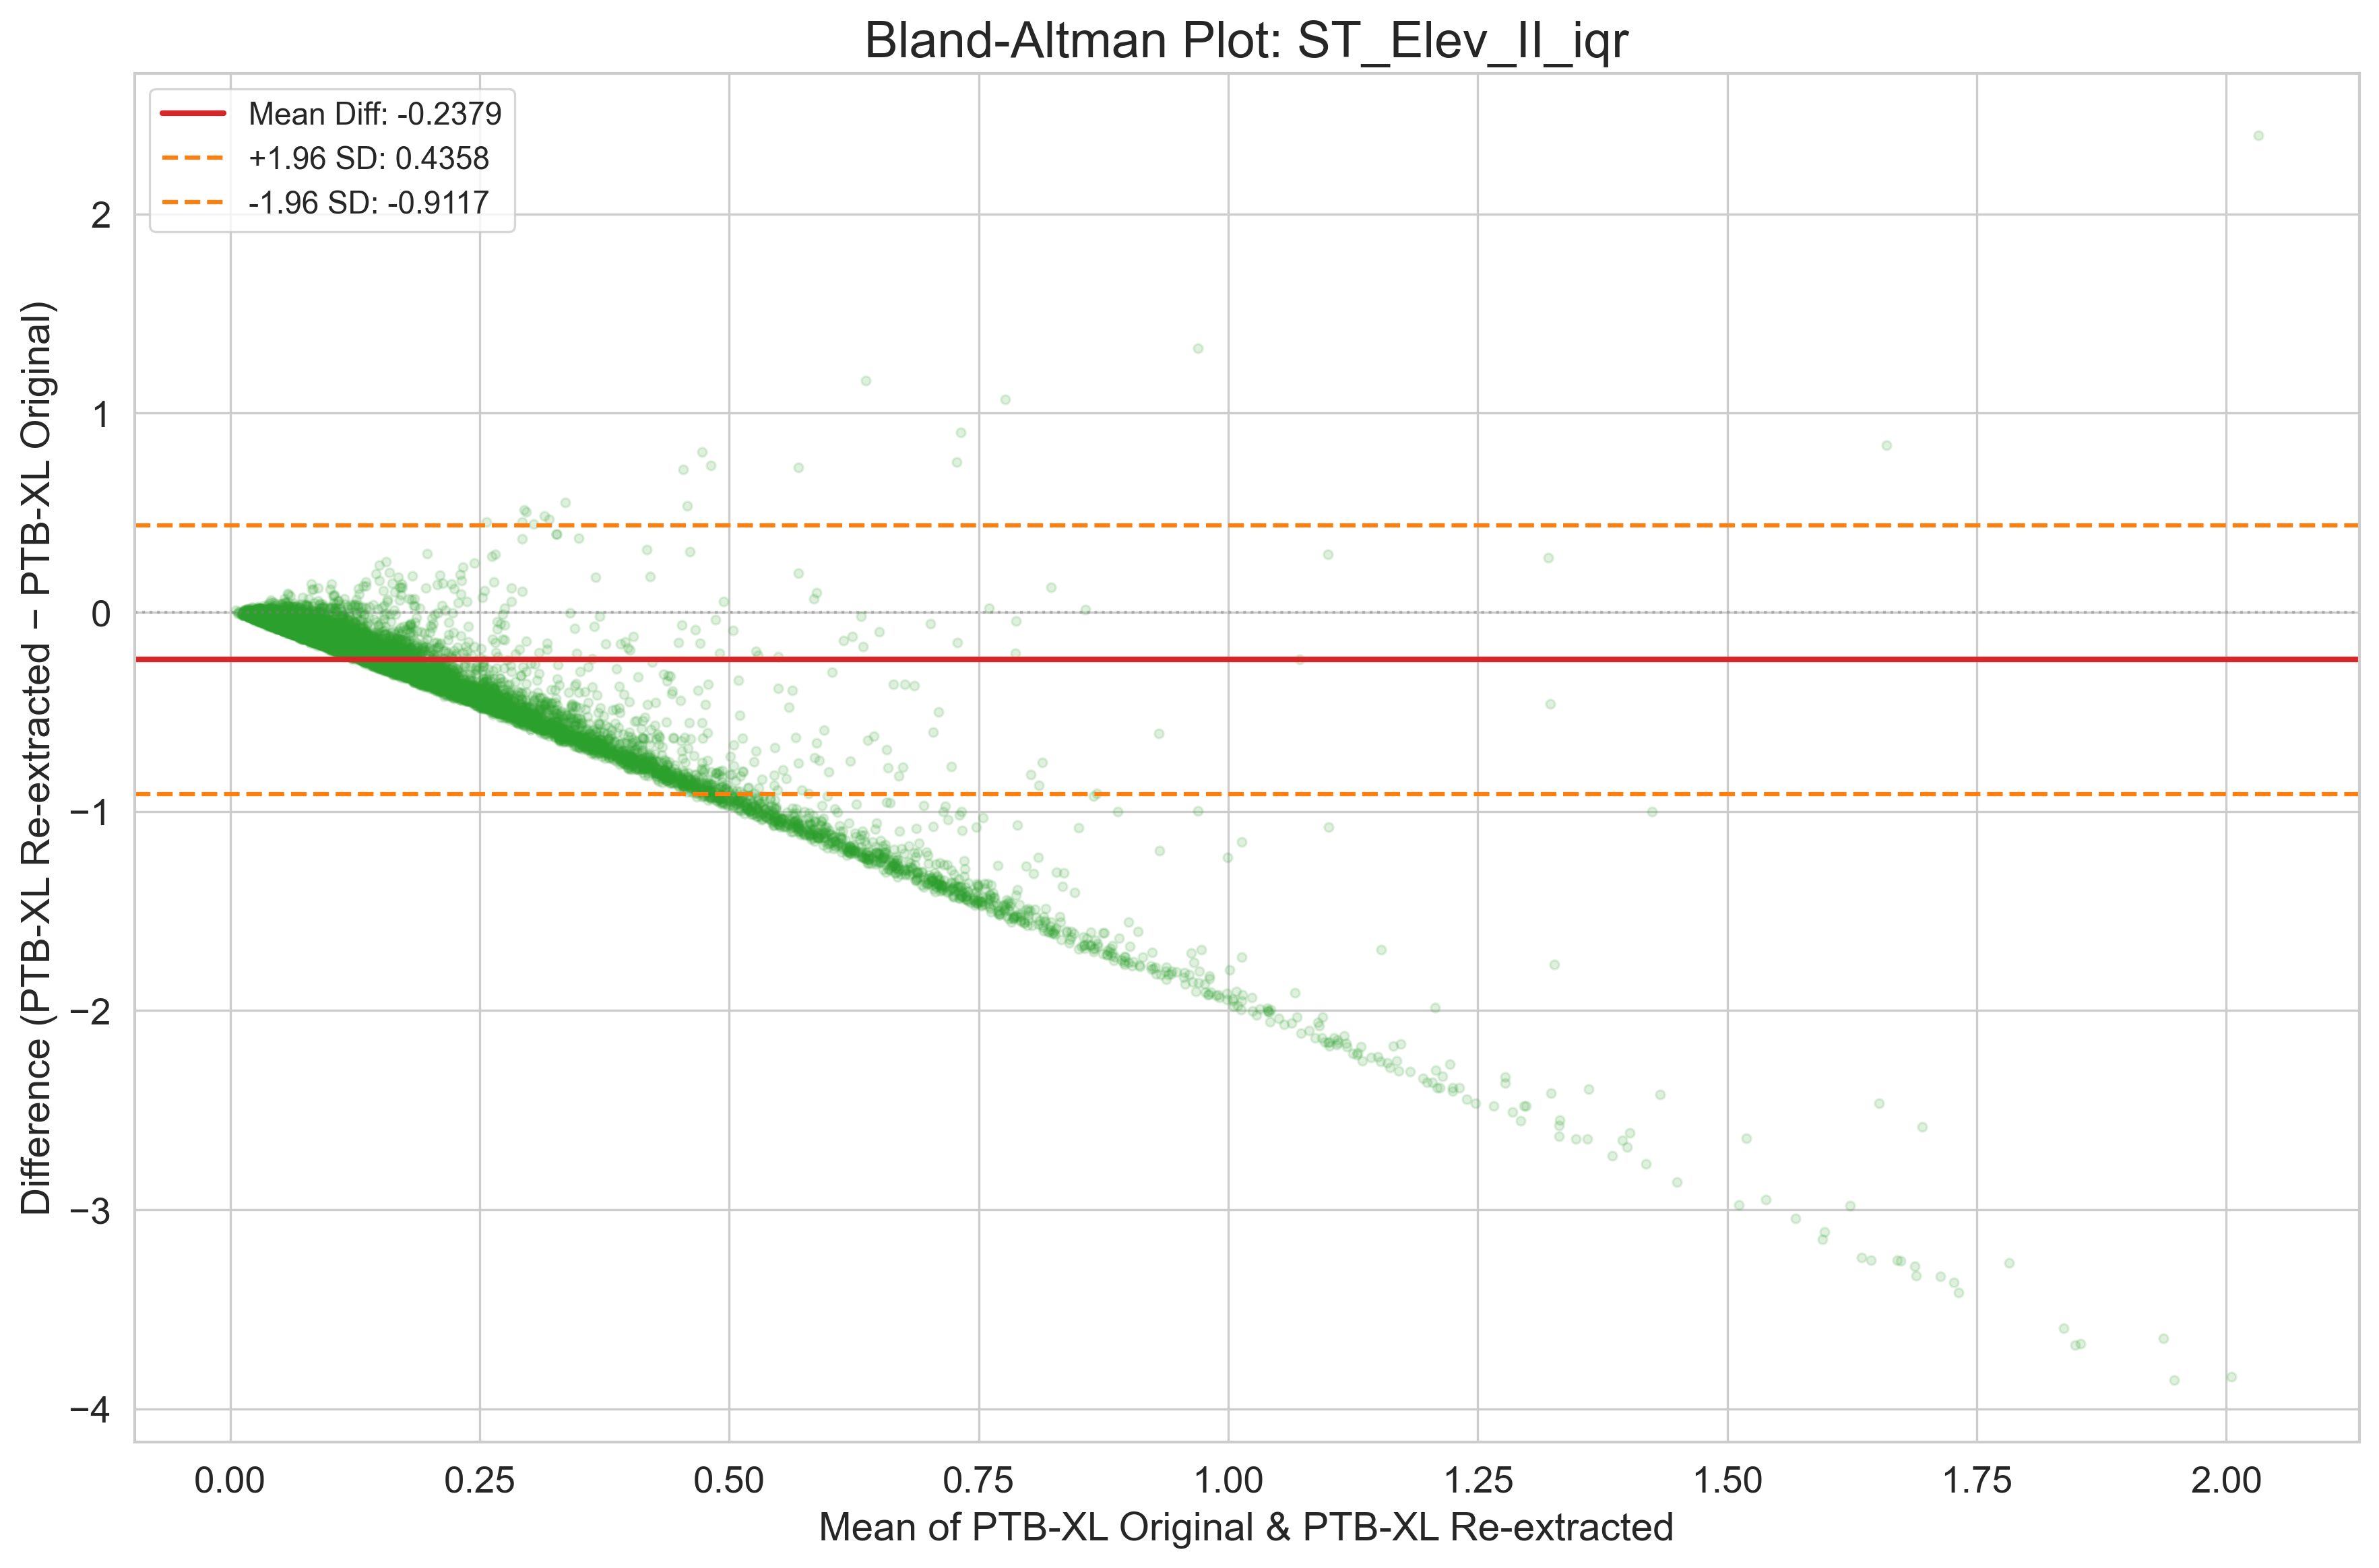 Bland-Altman Plot: ST_Elev_II_iqr
Mean Diff: -0.2379
+1.96 SD: 0.4358
-1.96 SD: -0.9117
Difference (PTB-XL Re-extracted − PTB-XL Original)
2
1
0
−1
−2
−3
−4
0.00 0.25 0.50 0.75 1.00 1.25 1.50 1.75 2.00
Mean of PTB-XL Original & PTB-XL Re-extracted